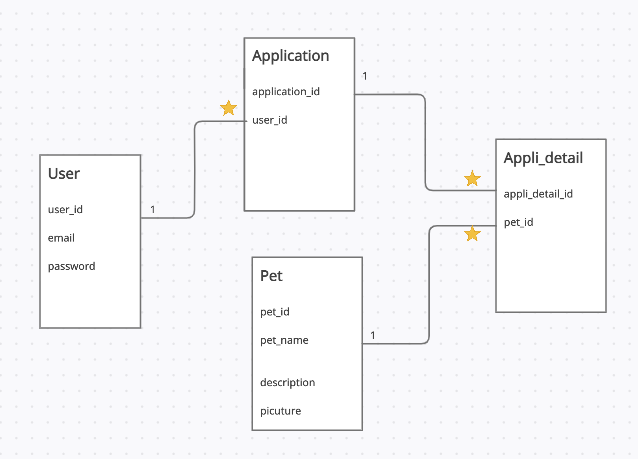 Application
1
application_id
user_id
User
user_id
1
email
password
Appli_detail
appli_detail_id
pet_id
Pet
pet_id
pet_name
1
description
picuture